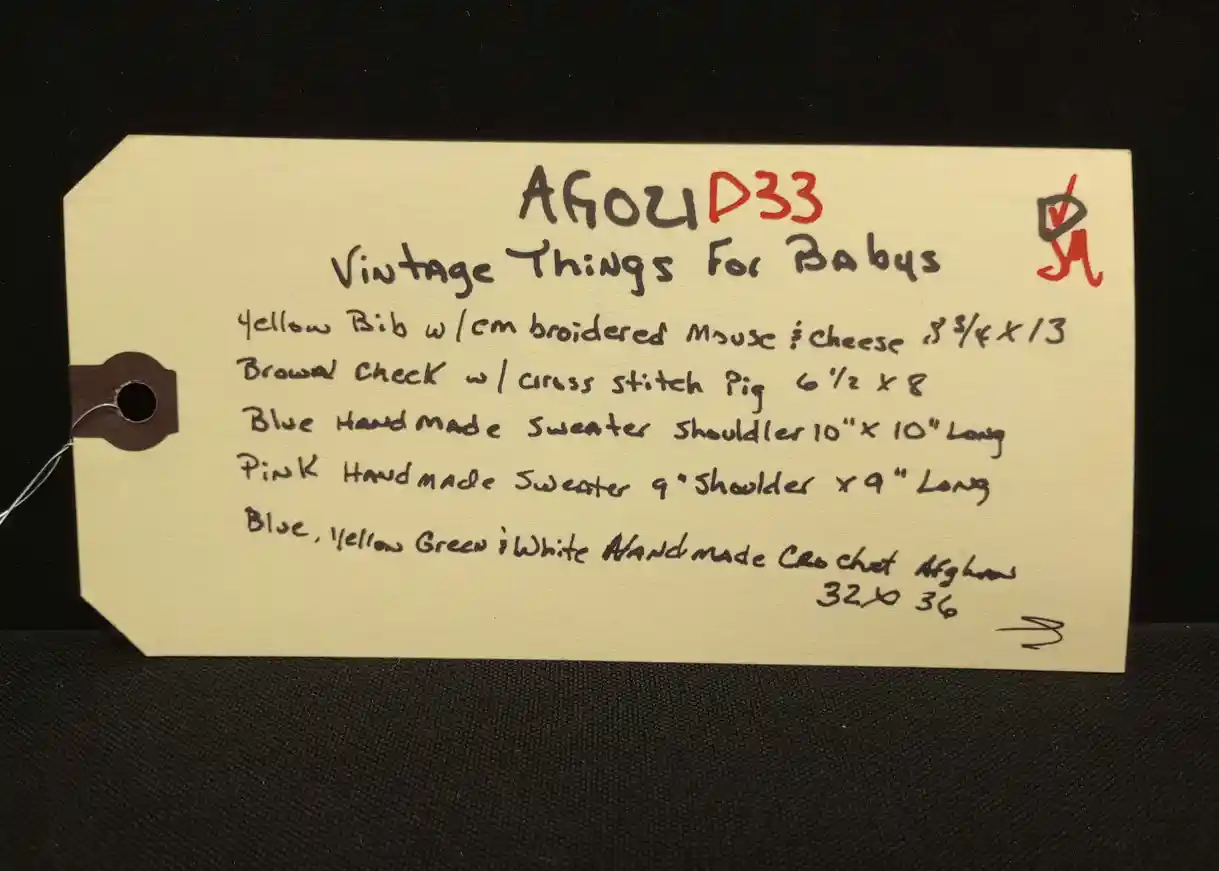 AG021D33
Vintage Things For Babys
Yellow Bib w/embroidered Mouse & cheese 8 3/4 X 13
Brown Check w/ cross stitch Pig 6 1/2 X 8
Blue Handmade Sweater Shouldler 10" X 10" Long
Pink Handmade Sweater 9" Shoulder x 9" Long
Blue, Yellow Green & White Handmade Crochet Afghan
32 X 36